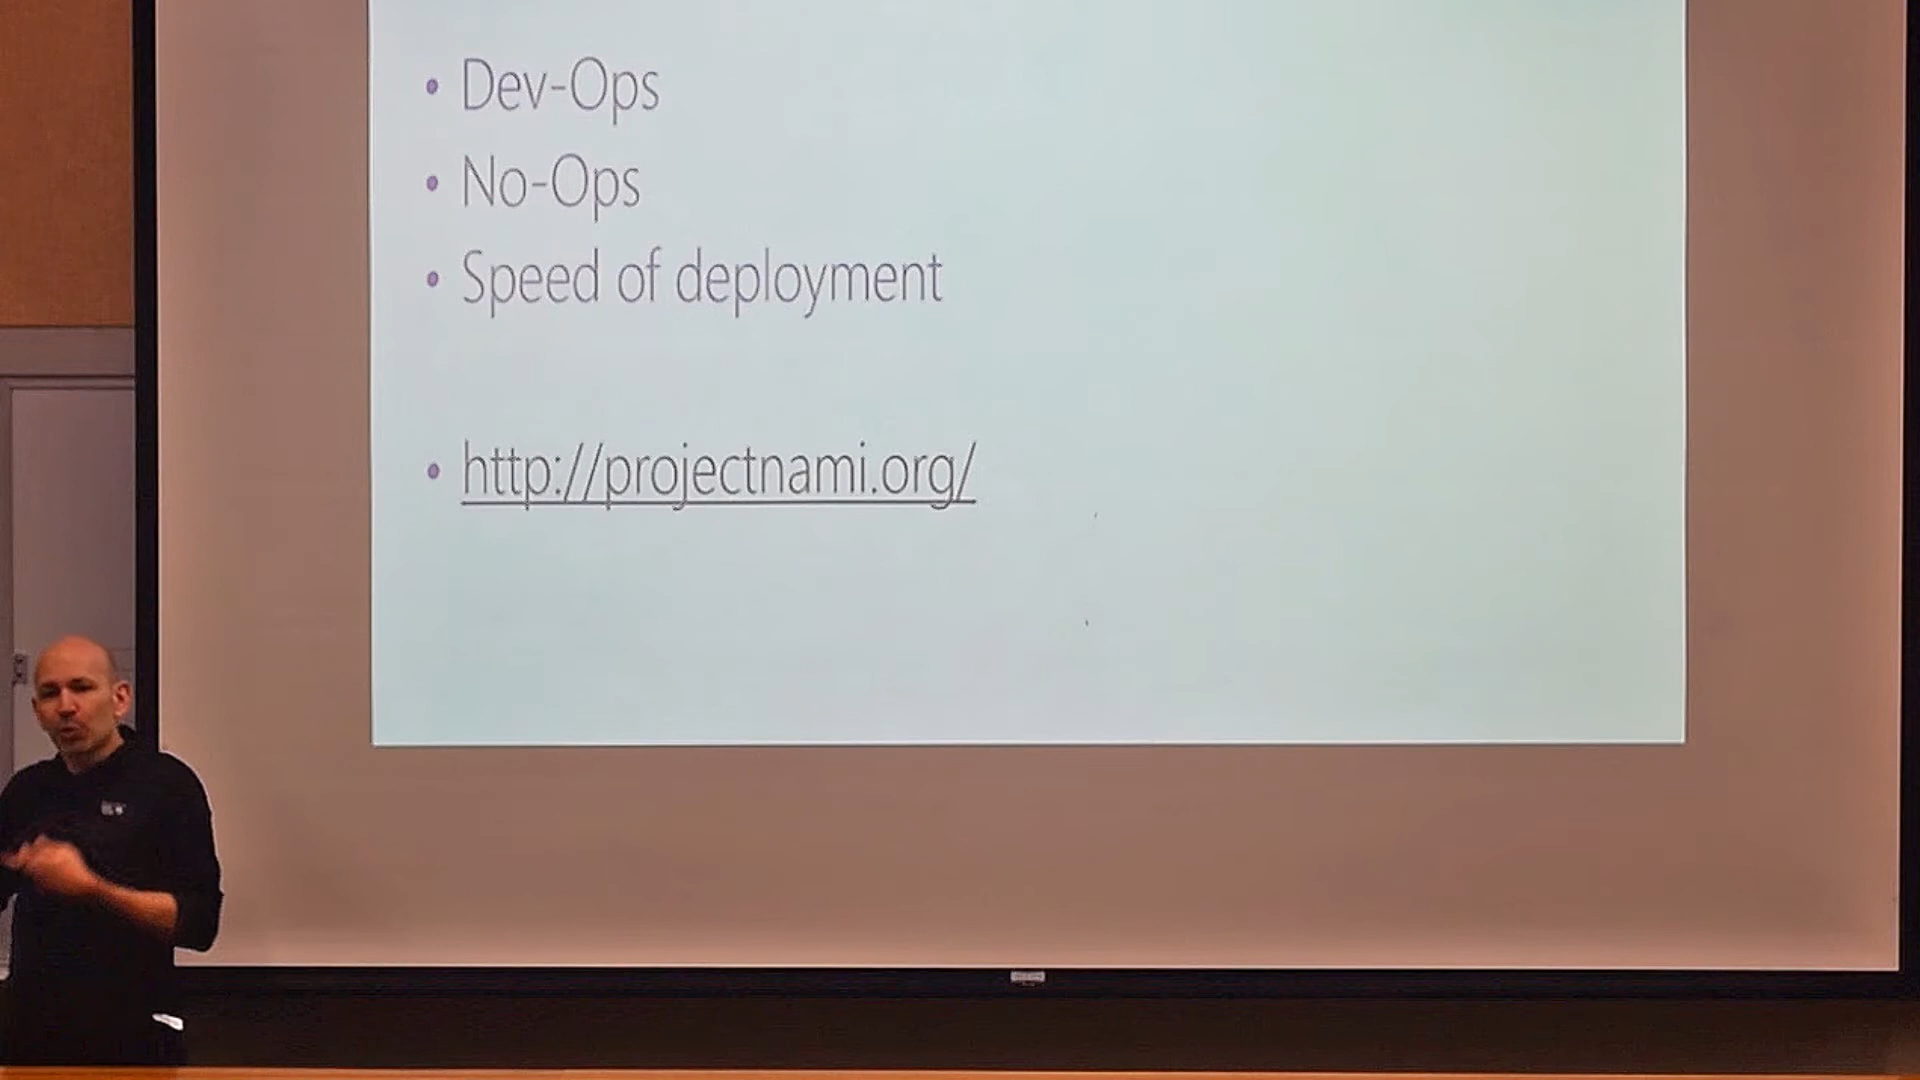 • Dev-Ops
• No-Ops
• Speed of deployment
• http://projectnami.org/